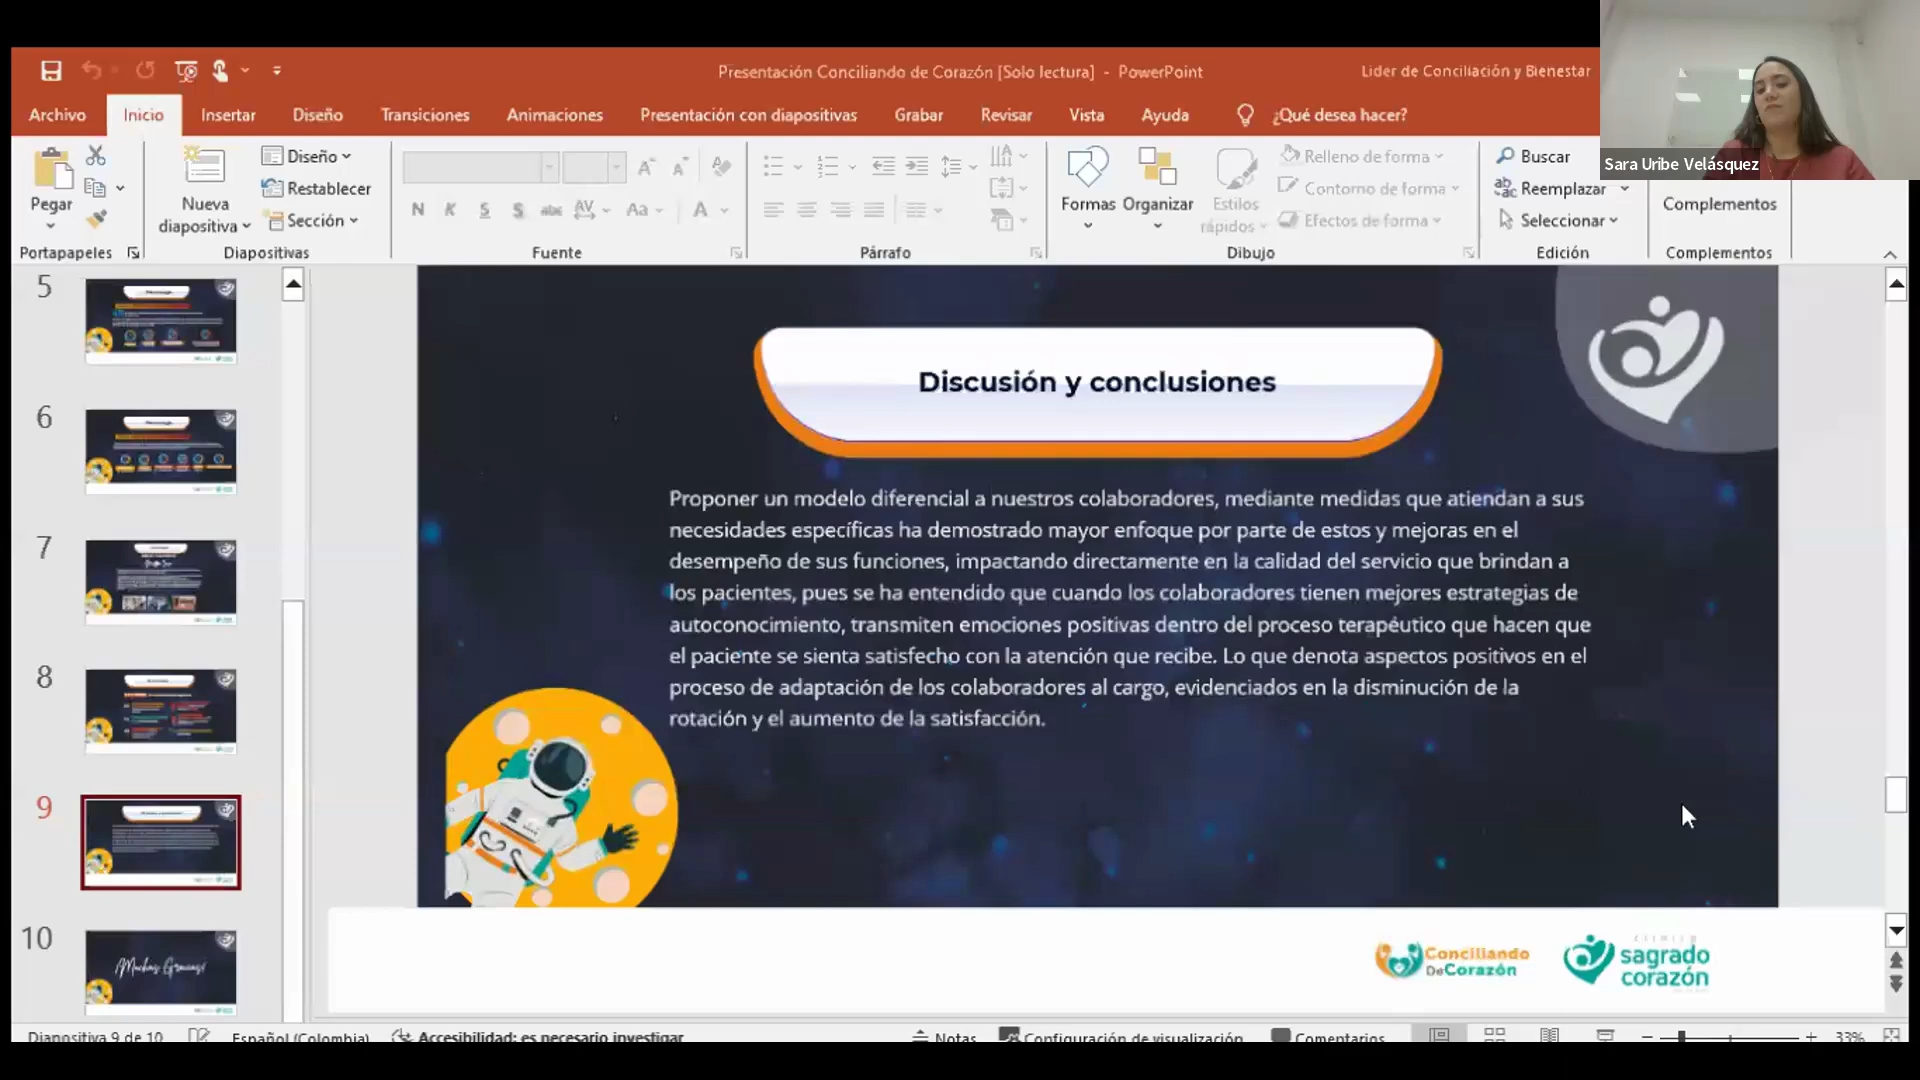 Presentación Conciliando de Corazón [Solo lectura] - PowerPoint
Lider de Conciliación y Bienestar
Archivo Inicio Insertar Diseño Transiciones Animaciones Presentación con diapositivas Grabar Revisar Vista Ayuda ¿Qué desea hacer?
Sara Uribe Velásquez
Pegar
Nueva diapositiva
Diseño
Restablecer
Sección
N K S S abc AV Aa A
Formas
Organizar
Estilos rápidos
Relleno de forma
Contorno de forma
Efectos de forma
Buscar
Reemplazar
Seleccionar
Complementos
Portapapeles Diapositivas Fuente Párrafo Dibujo Edición Complementos
5
6
7
8
9
10
¡Muchas Gracias!
Discusión y conclusiones
Proponer un modelo diferencial a nuestros colaboradores, mediante medidas que atiendan a sus
necesidades específicas ha demostrado mayor enfoque por parte de estos y mejoras en el
desempeño de sus funciones, impactando directamente en la calidad del servicio que brindan a
los pacientes, pues se ha entendido que cuando los colaboradores tienen mejores estrategias de
autoconocimiento, transmiten emociones positivas dentro del proceso terapéutico que hacen que
el paciente se sienta satisfecho con la atención que recibe. Lo que denota aspectos positivos en el
proceso de adaptación de los colaboradores al cargo, evidenciados en la disminución de la
rotación y el aumento de la satisfacción.
Conciliando
DeCorazón
sagrado
corazón
Diapositiva 9 de 10 Español (Colombia) Accesibilidad: es necesario investigar Notas Configuración de visualización Comentarios 33%